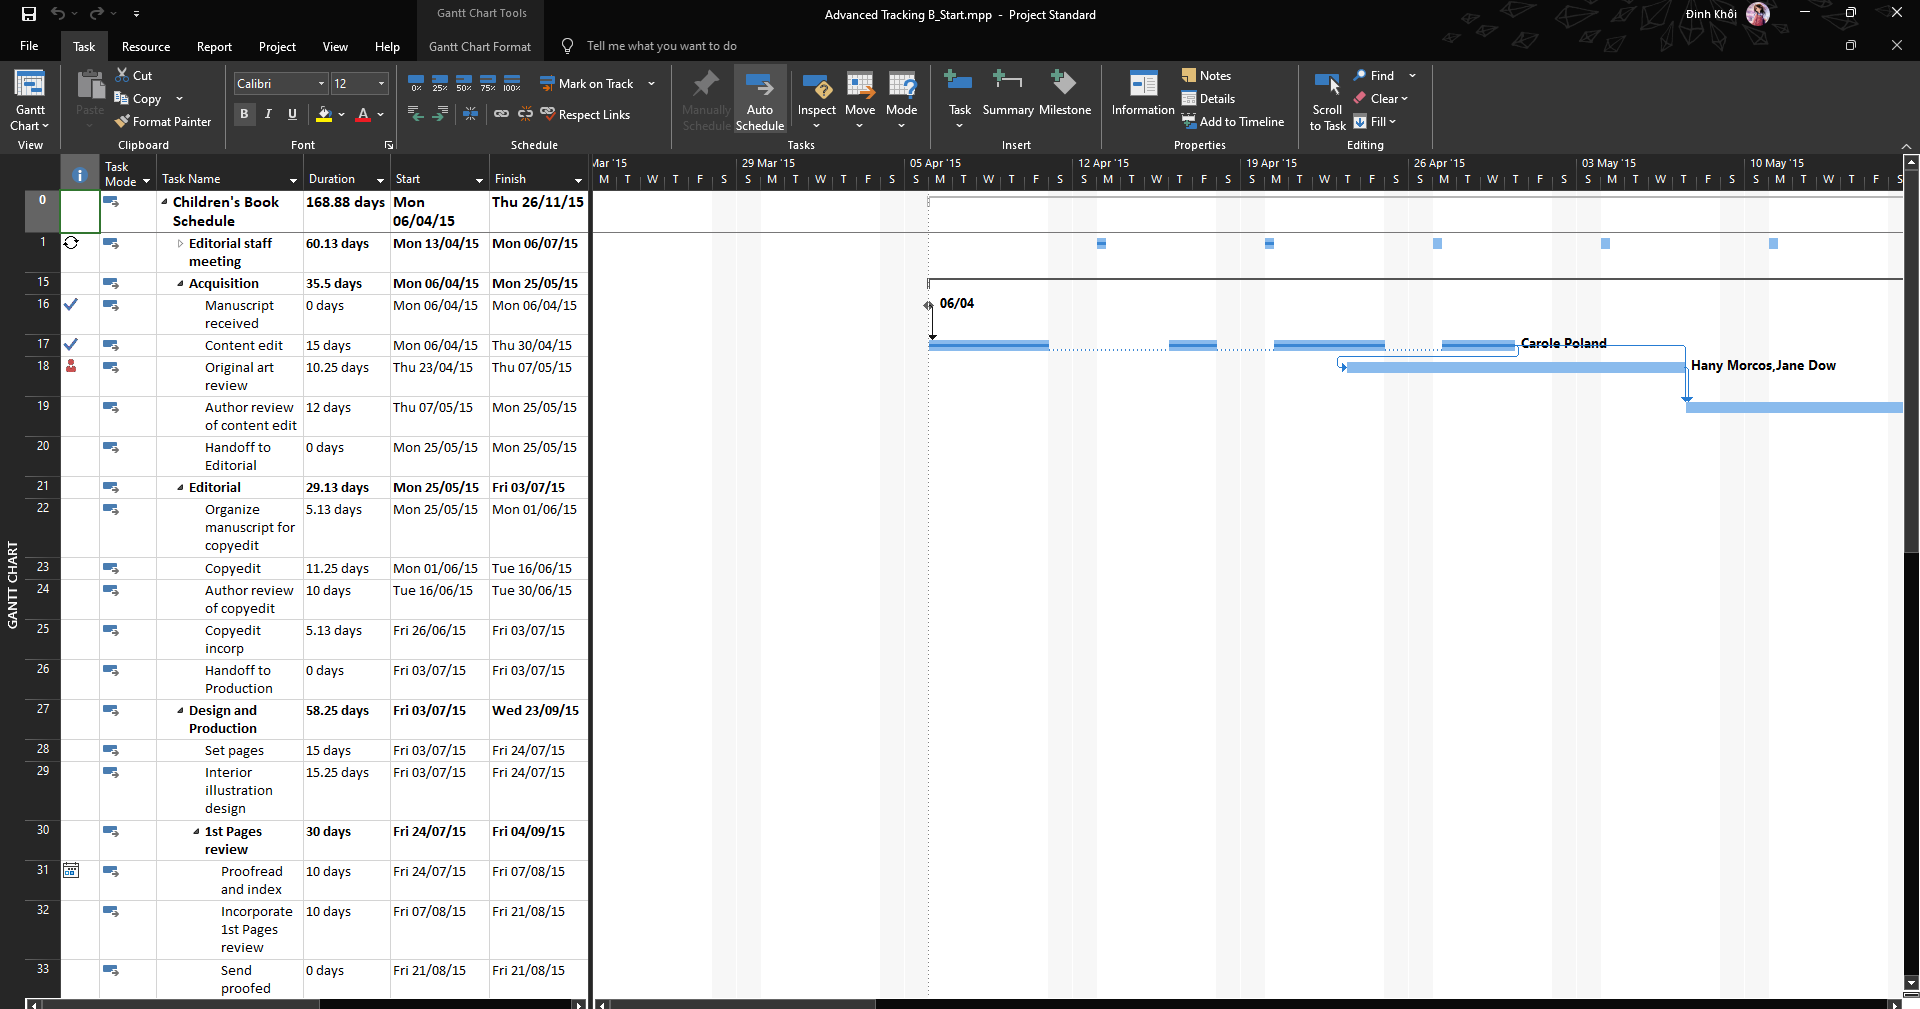 Gantt Chart Tools
Advanced Tracking B_Start.mpp - Project Standard
Đinh Khôi
File Task Resource Report Project View Help Gantt Chart Format Tell me what you want to do
Gantt Chart
View
Paste
Cut
Copy
Format Painter
Clipboard
Calibri 12
B I U A
Font
0% 25% 50% 75% 100%
Mark on Track
Respect Links
Schedule
Manually Schedule
Auto Schedule
Inspect
Move
Mode
Tasks
Task
Summary
Milestone
Insert
Information
Notes
Details
Add to Timeline
Properties
Scroll to Task
Find
Clear
Fill
Editing
GANTT CHART
Task Mode Task Name Duration Start Finish
Mar '15 29 Mar '15 05 Apr '15 12 Apr '15 19 Apr '15 26 Apr '15 03 May '15 10 May '15
M T W T F S S M T W T F S S M T W T F S S M T W T F S S M T W T F S S M T W T F S S M T W T F S S M T W T F S
0 Children's Book Schedule 168.88 days Mon 06/04/15 Thu 26/11/15
1 Editorial staff meeting 60.13 days Mon 13/04/15 Mon 06/07/15
15 Acquisition 35.5 days Mon 06/04/15 Mon 25/05/15
16 Manuscript received 0 days Mon 06/04/15 Mon 06/04/15
06/04
17 Content edit 15 days Mon 06/04/15 Thu 30/04/15
Carole Poland
18 Original art review 10.25 days Thu 23/04/15 Thu 07/05/15
Hany Morcos,Jane Dow
19 Author review of content edit 12 days Thu 07/05/15 Mon 25/05/15
20 Handoff to Editorial 0 days Mon 25/05/15 Mon 25/05/15
21 Editorial 29.13 days Mon 25/05/15 Fri 03/07/15
22 Organize manuscript for copyedit 5.13 days Mon 25/05/15 Mon 01/06/15
23 Copyedit 11.25 days Mon 01/06/15 Tue 16/06/15
24 Author review of copyedit 10 days Tue 16/06/15 Tue 30/06/15
25 Copyedit incorp 5.13 days Fri 26/06/15 Fri 03/07/15
26 Handoff to Production 0 days Fri 03/07/15 Fri 03/07/15
27 Design and Production 58.25 days Fri 03/07/15 Wed 23/09/15
28 Set pages 15 days Fri 03/07/15 Fri 24/07/15
29 Interior illustration design 15.25 days Fri 03/07/15 Fri 24/07/15
30 1st Pages review 30 days Fri 24/07/15 Fri 04/09/15
31 Proofread and index 10 days Fri 24/07/15 Fri 07/08/15
32 Incorporate 1st Pages review 10 days Fri 07/08/15 Fri 21/08/15
33 Send proofed 0 days Fri 21/08/15 Fri 21/08/15